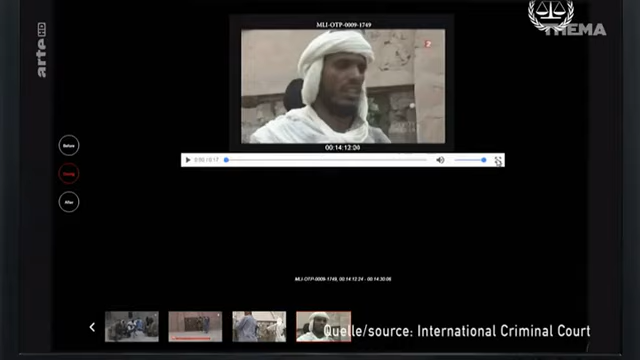 MLI-OTP-0009-1749
THEMA
arte HD
2
00:14:12:24
Before
During
0:00 / 0:17
After
MLI-OTP-0009-1749, 00:14:12:24 - 00:14:30:06
Quelle/source: International Criminal Court